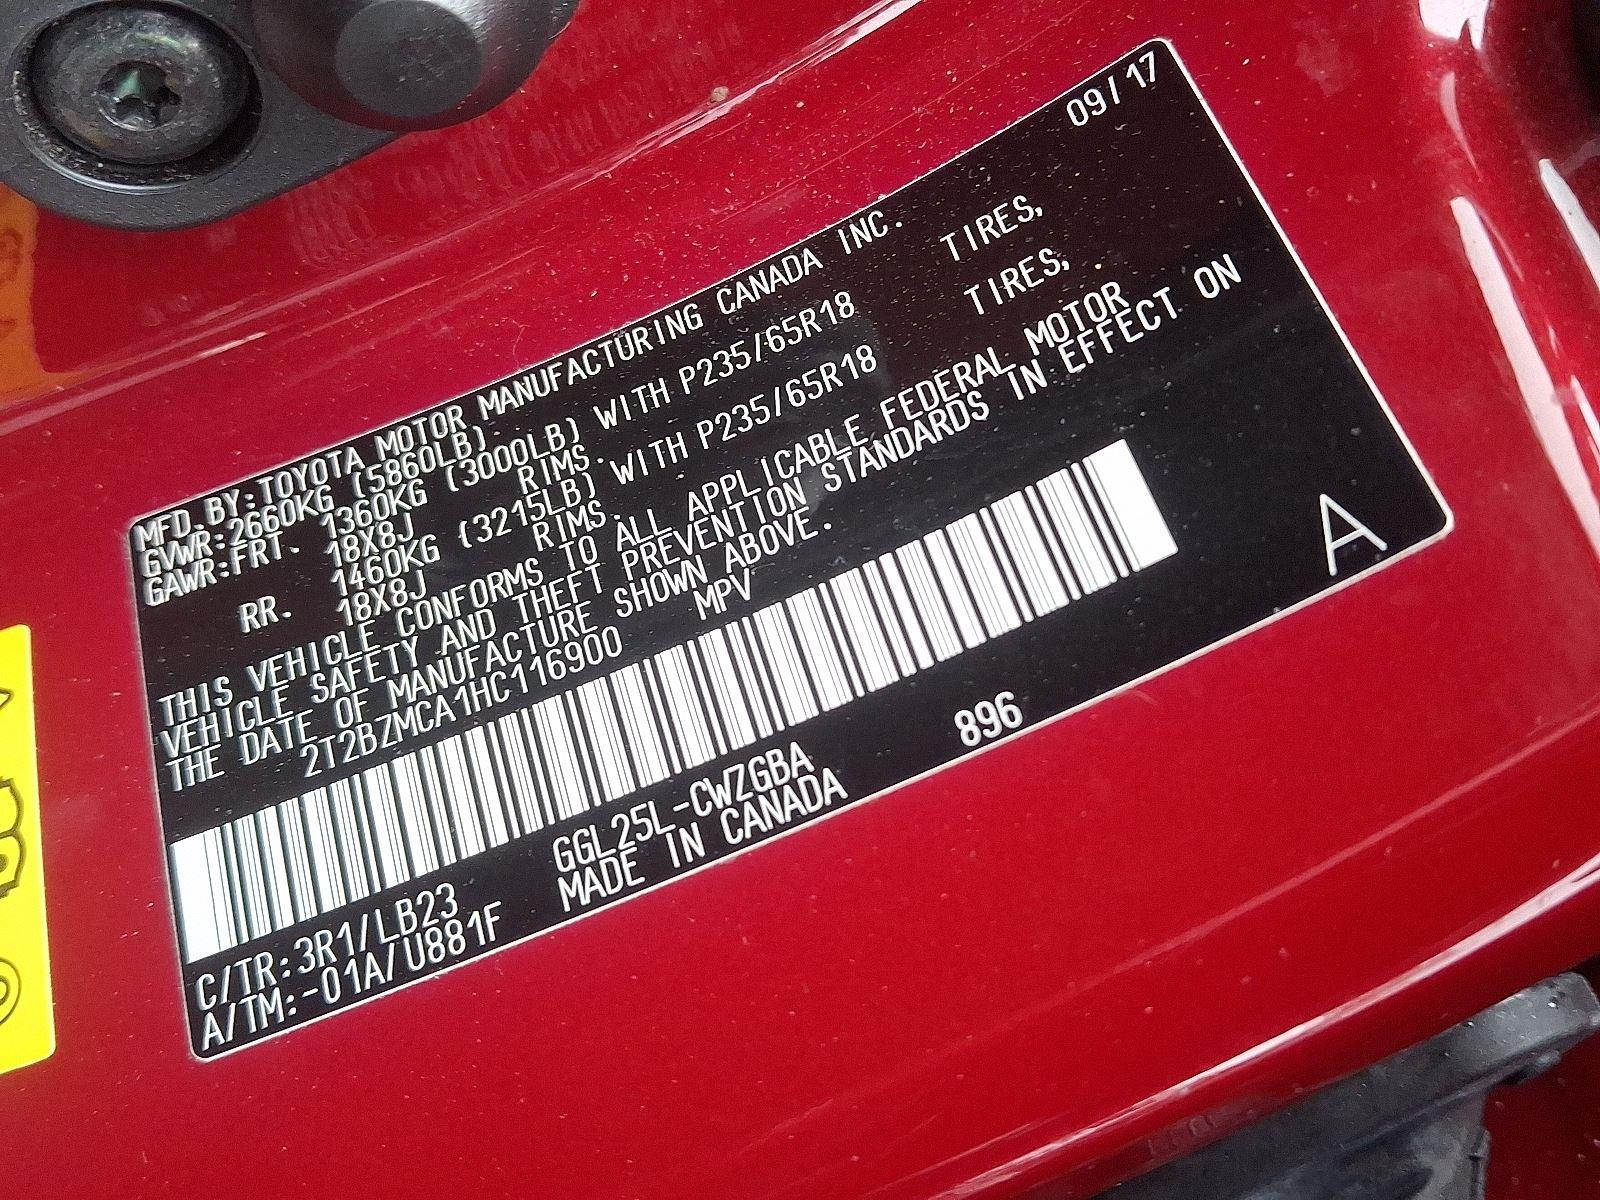 09/17
MFD. BY: TOYOTA MOTOR MANUFACTURING CANADA INC.
GVWR: 2660KG (5860LB)
GAWR: FRT. 1360KG (3000LB) WITH P235/65R18 TIRES,
18X8J RIMS.
RR. 1460KG (3215LB) WITH P235/65R18 TIRES,
18X8J RIMS.
THIS VEHICLE CONFORMS TO ALL APPLICABLE FEDERAL MOTOR
VEHICLE SAFETY AND THEFT PREVENTION STANDARDS IN EFFECT ON
THE DATE OF MANUFACTURE SHOWN ABOVE.
2T2BZMCA1HC116900 MPV
A
896
C/TR: 3R1/LB23 GGL25L-CWZGBA
A/TM: -01A/U881F MADE IN CANADA